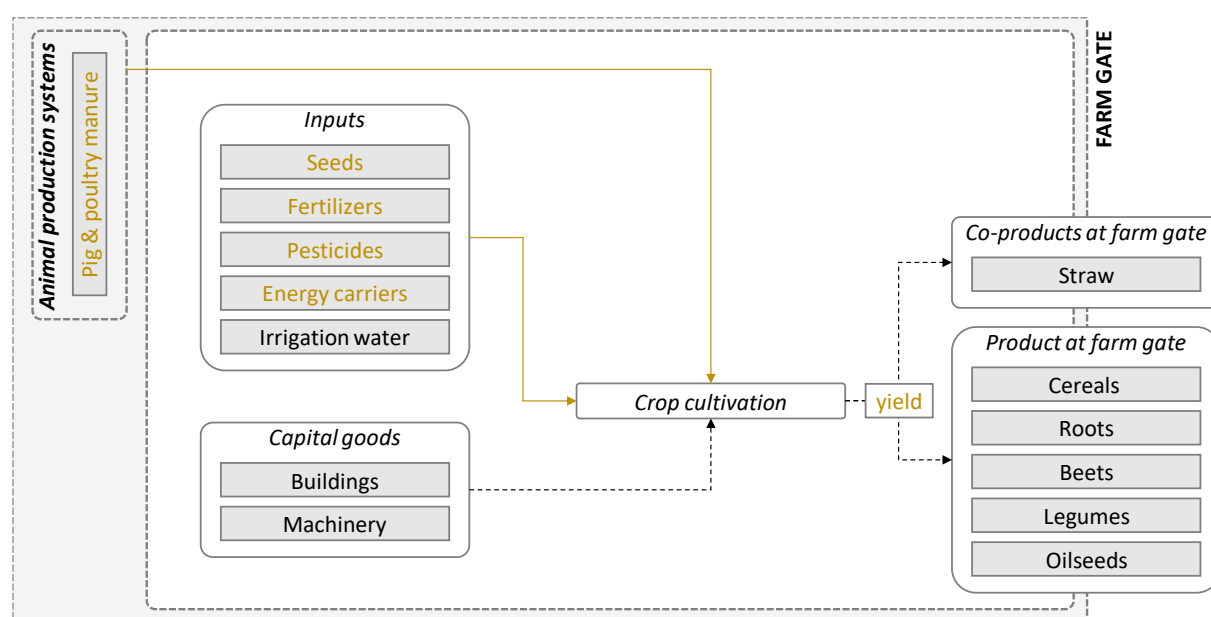 Animal production systems
Pig & poultry manure
FARM GATE
Inputs
Seeds
Fertilizers
Pesticides
Energy carriers
Irrigation water
Capital goods
Buildings
Machinery
Crop cultivation
yield
Co-products at farm gate
Straw
Product at farm gate
Cereals
Roots
Beets
Legumes
Oilseeds